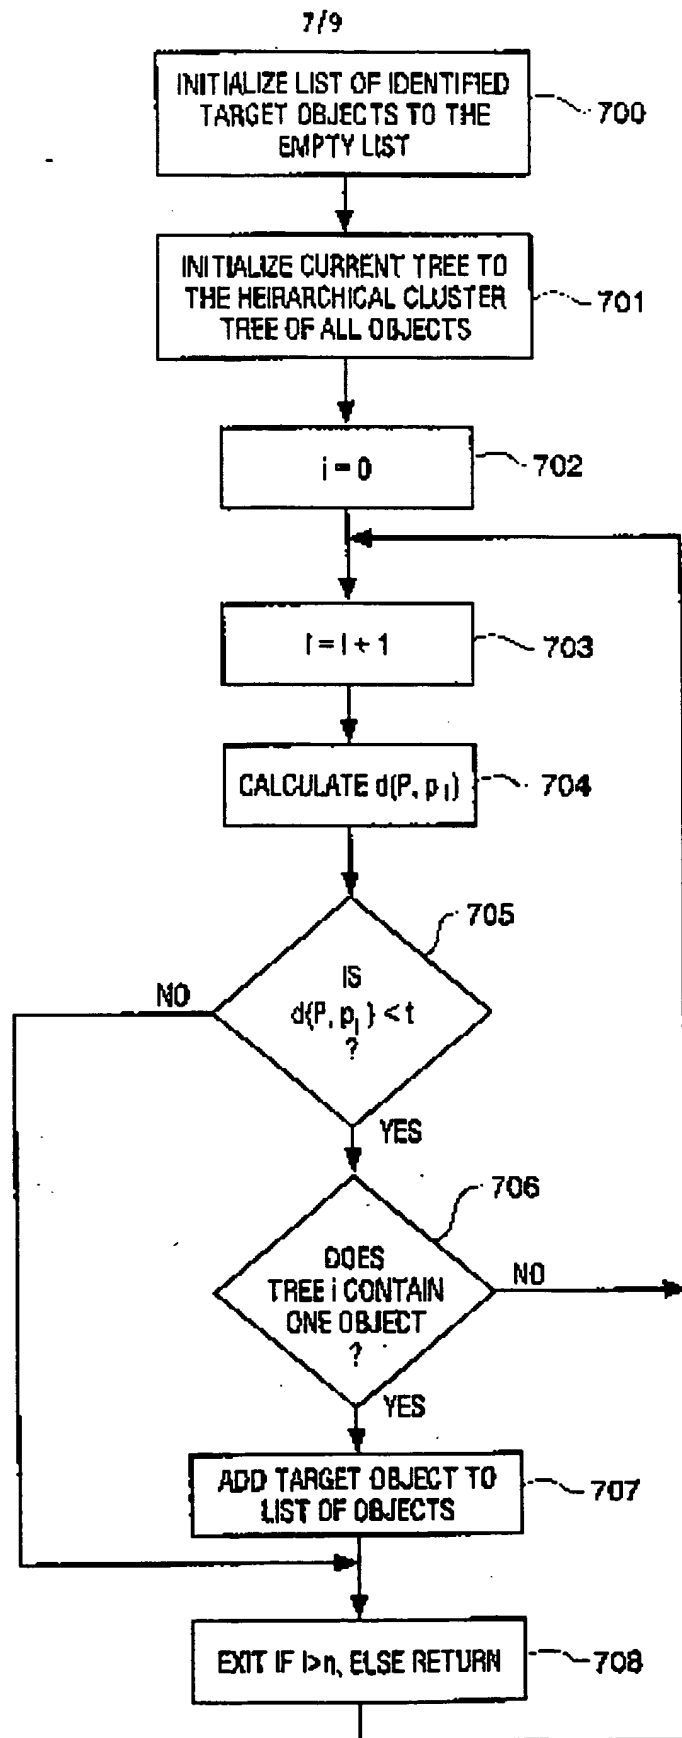 7/9
INITIALIZE LIST OF IDENTIFIED
TARGET OBJECTS TO THE
EMPTY LIST
700
INITIALIZE CURRENT TREE TO
THE HEIRARCHICAL CLUSTER
TREE OF ALL OBJECTS
701
i = 0
702
I = I + 1
703
CALCULATE d(P, p I)
704
705
IS
d(P, p I) < t
?
NO
YES
706
DOES
TREE i CONTAIN
ONE OBJECT
?
NO
YES
ADD TARGET OBJECT TO
LIST OF OBJECTS
707
EXIT IF I>n, ELSE RETURN
708